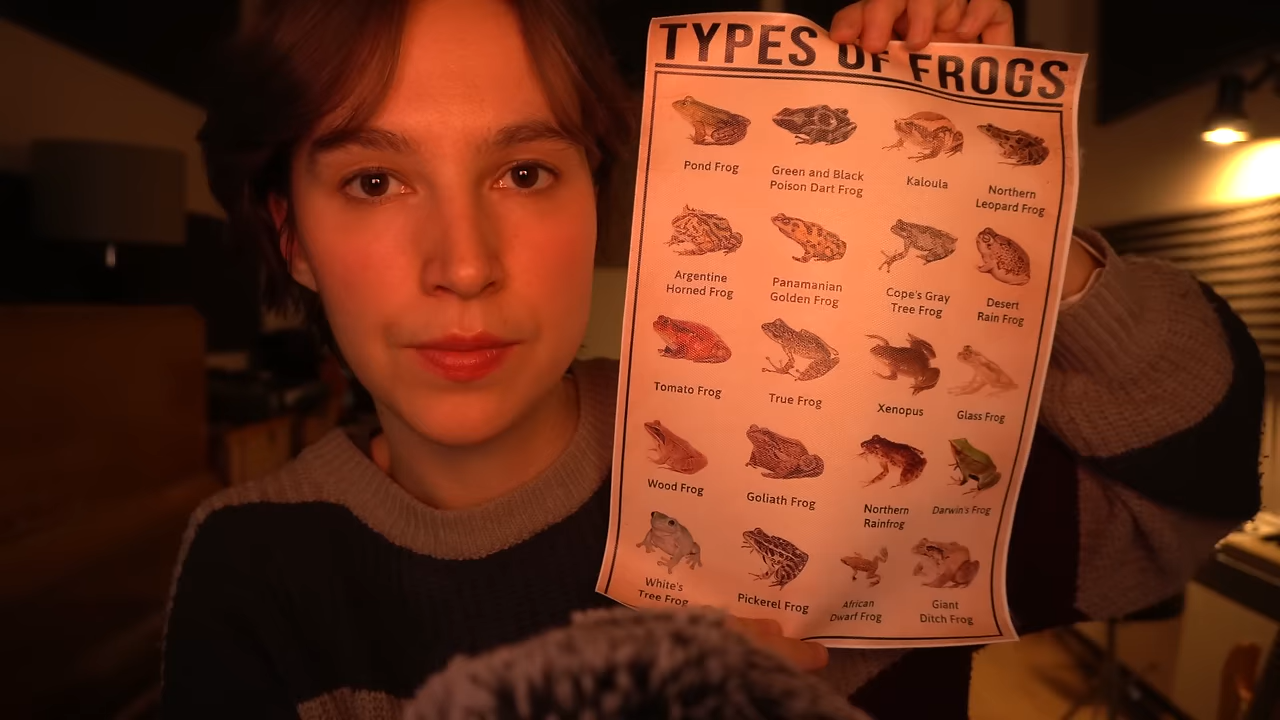 TYPES OF FROGS
Pond Frog
Green and Black
Poison Dart Frog
Kaloula
Northern
Leopard Frog
Argentine
Horned Frog
Panamanian
Golden Frog
Cope's Gray
Tree Frog
Desert
Rain Frog
Tomato Frog
True Frog
Xenopus
Glass Frog
Wood Frog
Goliath Frog
Northern
Rainfrog
Darwin's Frog
White's
Tree Frog
Pickerel Frog
African
Dwarf Frog
Giant
Ditch Frog